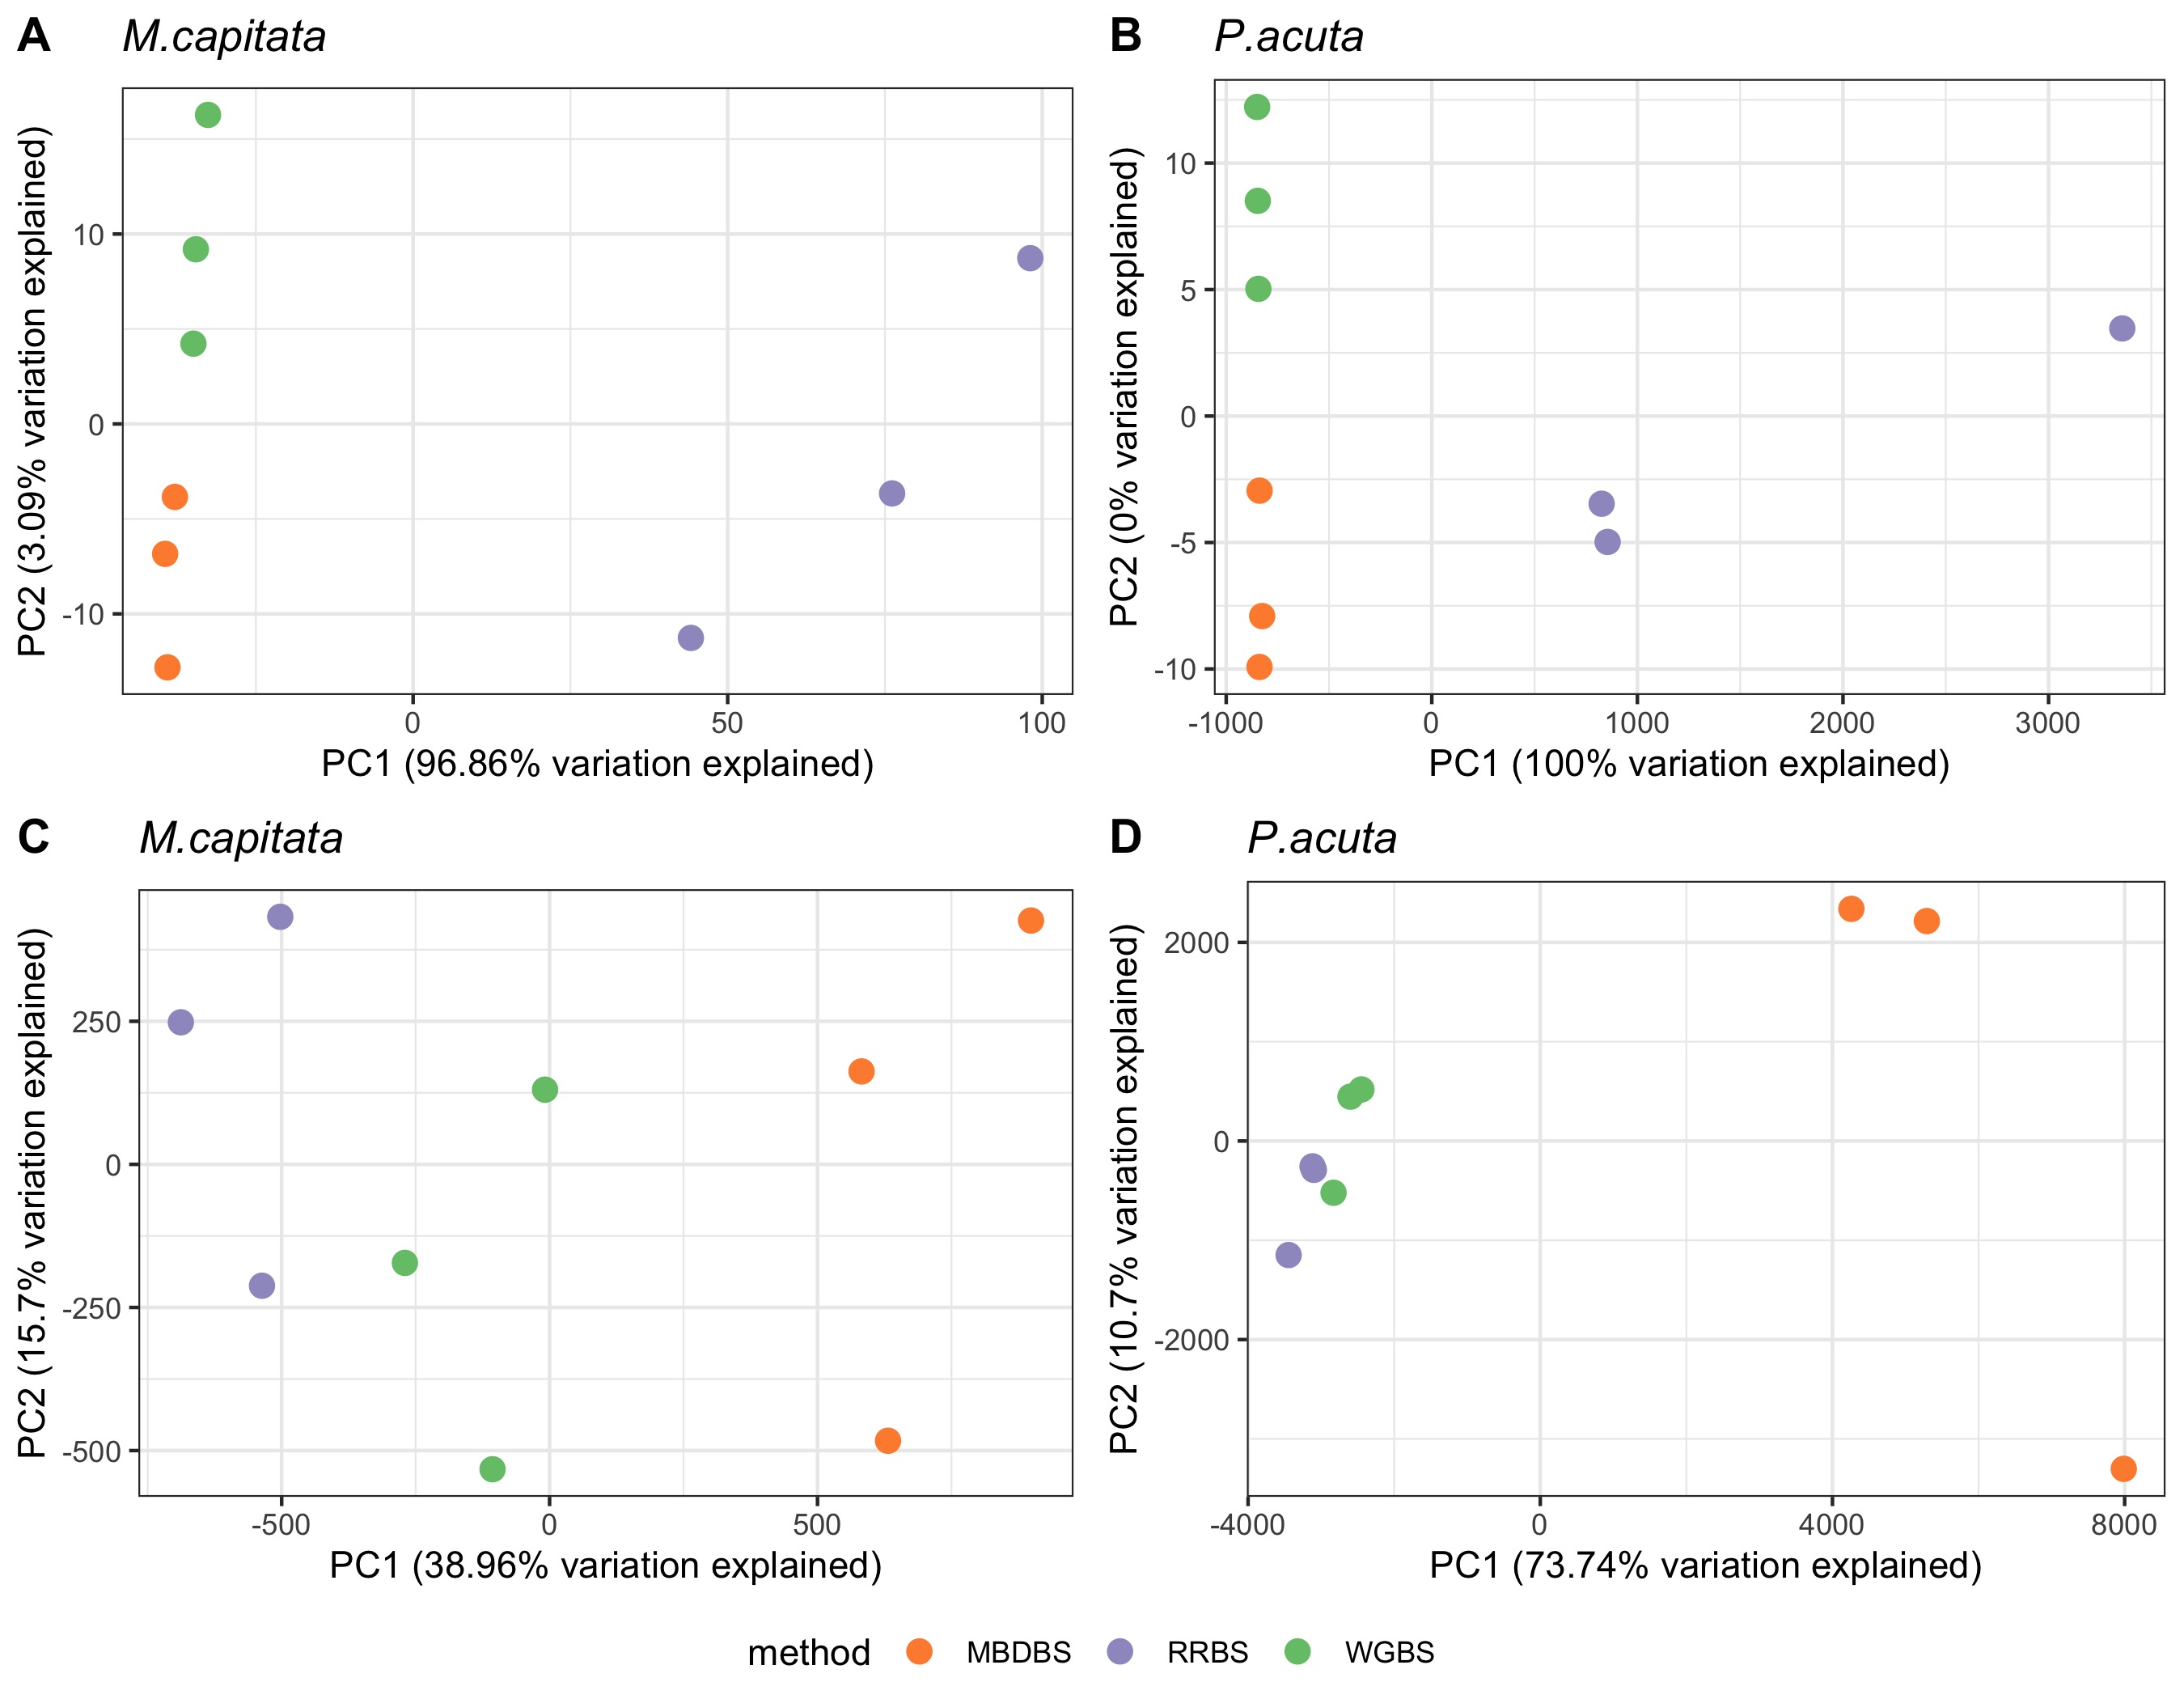 A M.capitata
PC2 (3.09% variation explained)
10
0
-10
0 50 100
PC1 (96.86% variation explained)
B P.acuta
PC2 (0% variation explained)
10
5
0
-5
-10
-1000 0 1000 2000 3000
PC1 (100% variation explained)
C M.capitata
PC2 (15.7% variation explained)
250
0
-250
-500
-500 0 500
PC1 (38.96% variation explained)
D P.acuta
PC2 (10.7% variation explained)
2000
0
-2000
-4000 0 4000 8000
PC1 (73.74% variation explained)
method MBDBS RRBS WGBS